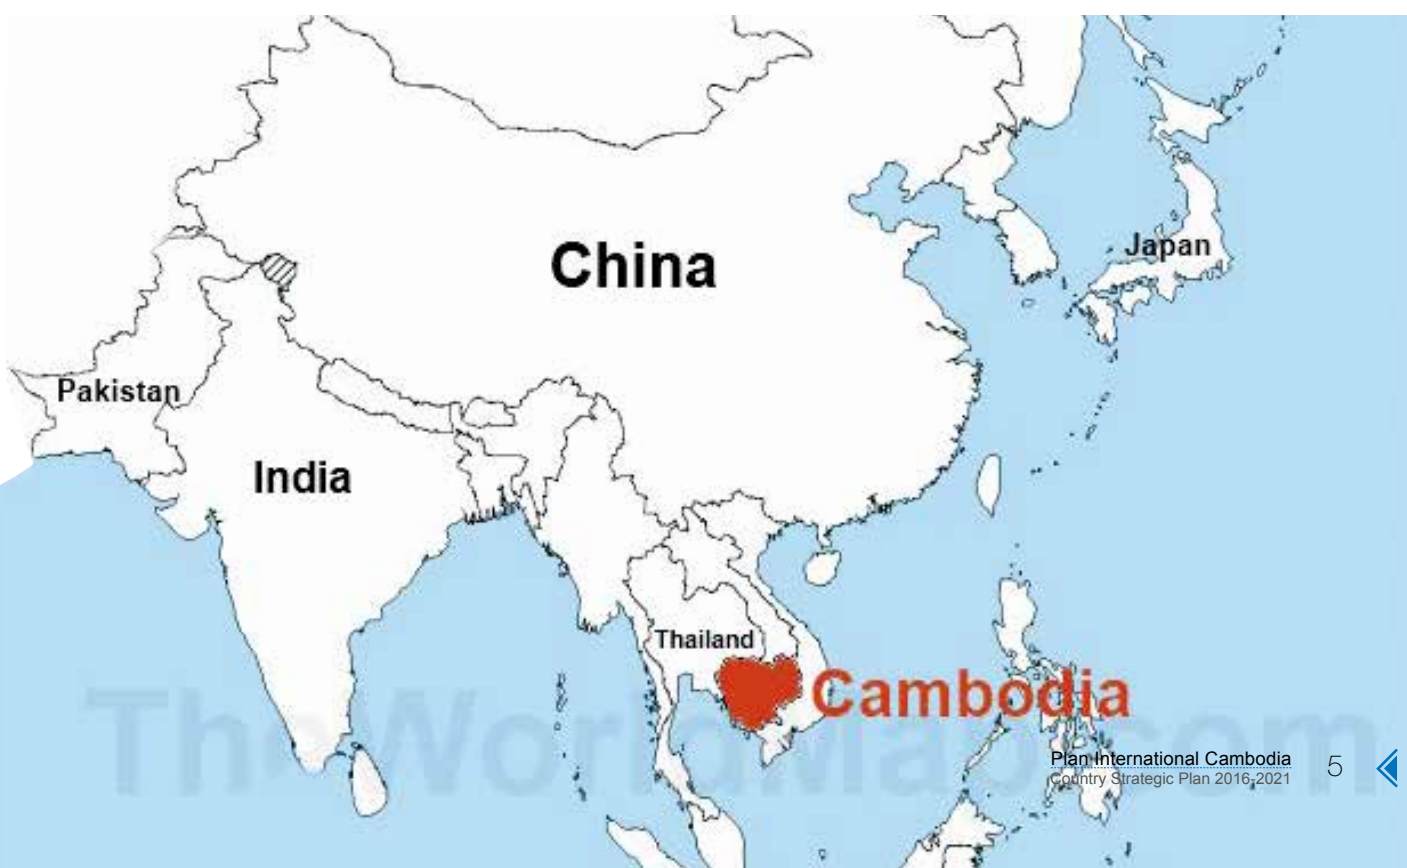 China
Japan
Pakistan
India
Thailand
Cambodia
TheWorldMap.com
Plan International Cambodia
Country Strategic Plan 2016-2021
5